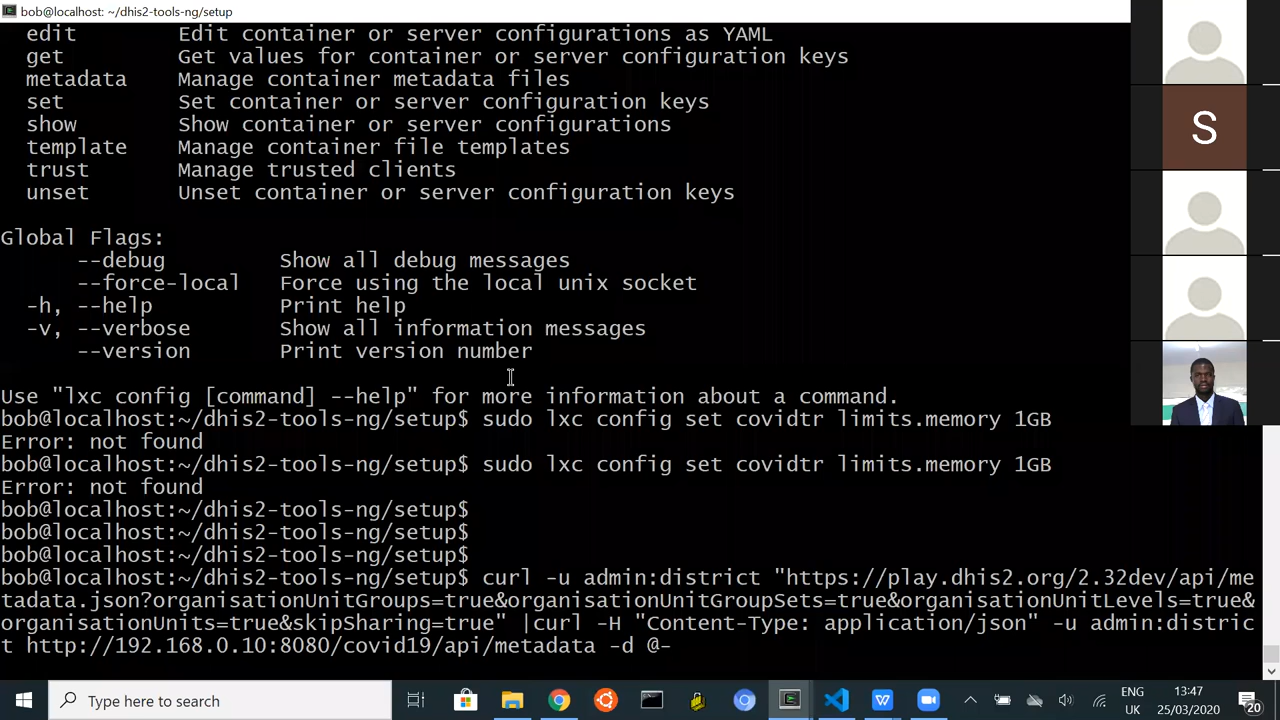 bob@localhost: ~/dhis2-tools-ng/setup
edit Edit container or server configurations as YAML
get Get values for container or server configuration keys
metadata Manage container metadata files
set Set container or server configuration keys
show Show container or server configurations
template Manage container file templates
trust Manage trusted clients
unset Unset container or server configuration keys
Global Flags:
--debug Show all debug messages
--force-local Force using the local unix socket
-h, --help Print help
-v, --verbose Show all information messages
--version Print version number
Use "lxc config [command] --help" for more information about a command.
bob@localhost:~/dhis2-tools-ng/setup$ sudo lxc config set covidtr limits.memory 1GB
Error: not found
bob@localhost:~/dhis2-tools-ng/setup$ sudo lxc config set covidtr limits.memory 1GB
Error: not found
bob@localhost:~/dhis2-tools-ng/setup$
bob@localhost:~/dhis2-tools-ng/setup$
bob@localhost:~/dhis2-tools-ng/setup$
bob@localhost:~/dhis2-tools-ng/setup$ curl -u admin:district "https://play.dhis2.org/2.32dev/api/me
tadata.json?organisationUnitGroups=true&organisationUnitGroupSets=true&organisationUnitLevels=true&
organisationUnits=true&skipSharing=true" |curl -H "Content-Type: application/json" -u admin:distric
t http://192.168.0.10:8080/covid19/api/metadata -d @-
S
Type here to search
ENG
UK
13:47
25/03/2020
20